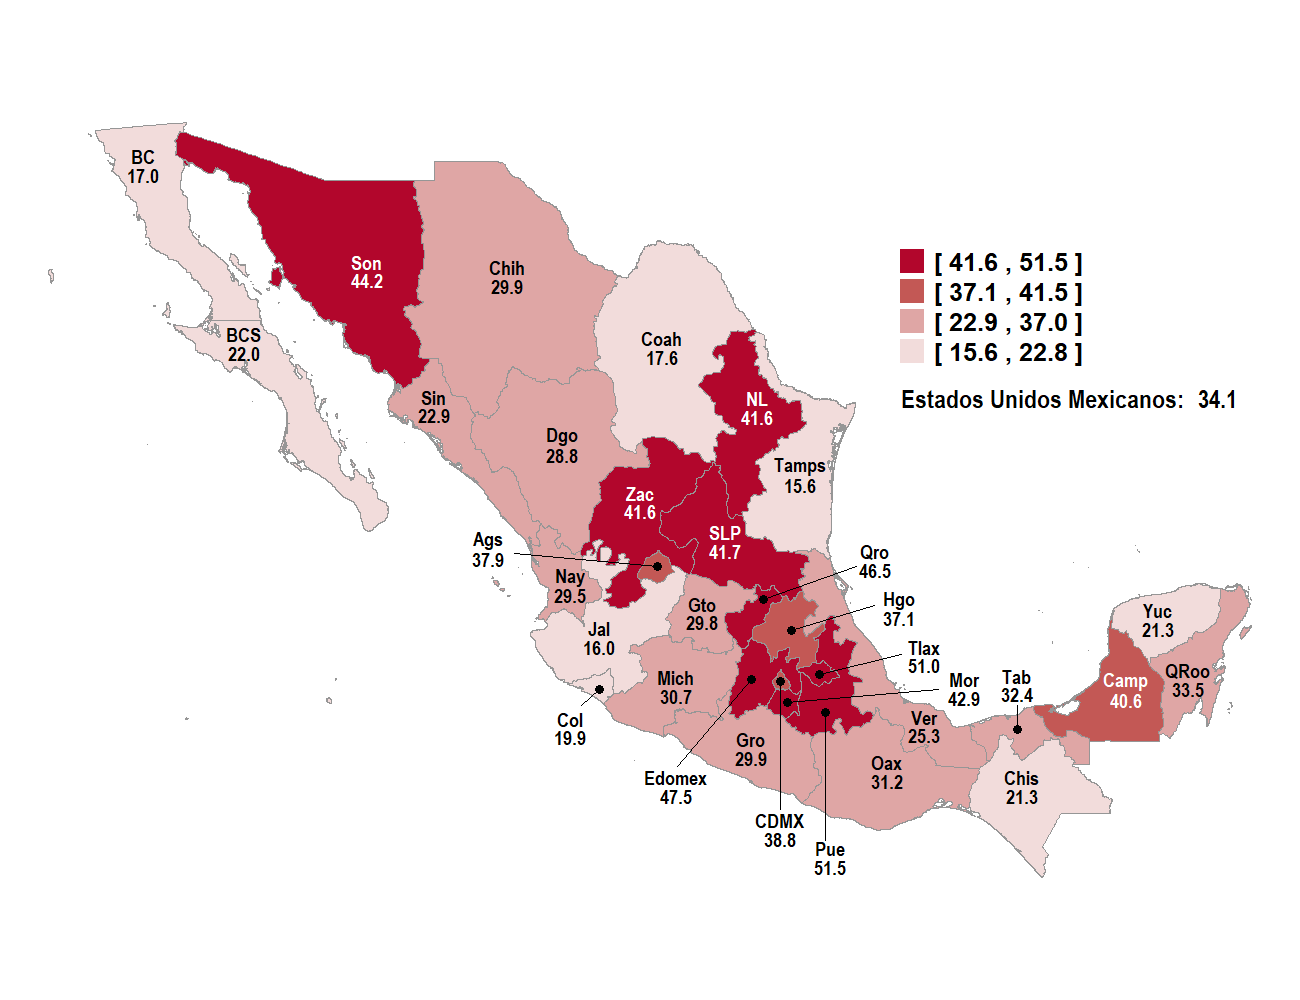 BC
17.0
Son
44.2
Chih
29.9
[ 41.6 , 51.5 ]
[ 37.1 , 41.5 ]
[ 22.9 , 37.0 ]
[ 15.6 , 22.8 ]
Estados Unidos Mexicanos: 34.1
BCS
22.0
Coah
17.6
Sin
22.9
NL
41.6
Dgo
28.8
Tamps
15.6
Zac
41.6
SLP
41.7
Ags
37.9
Qro
46.5
Nay
29.5
Gto
29.8
Hgo
37.1
Yuc
21.3
Jal
16.0
Tlax
51.0
Mich
30.7
Mor
42.9
Tab
32.4
Camp
40.6
QRoo
33.5
Col
19.9
Ver
25.3
Gro
29.9
Edomex
47.5
Oax
31.2
Chis
21.3
CDMX
38.8
Pue
51.5